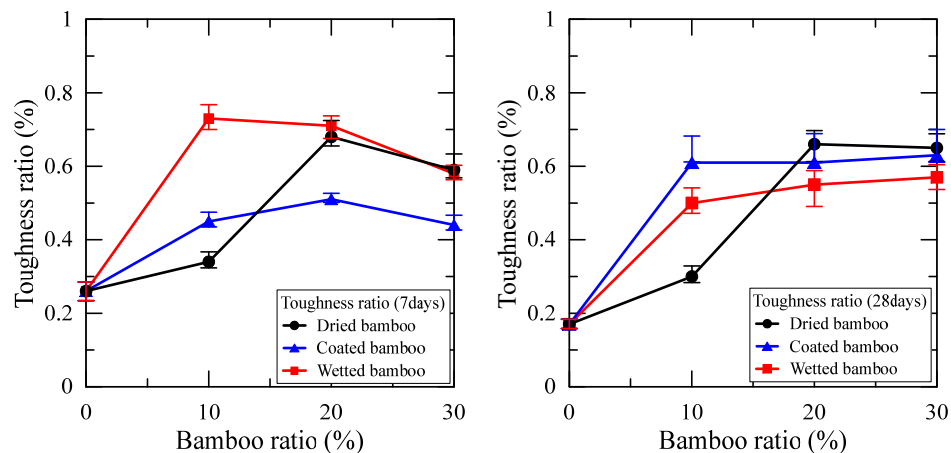 1
0.8
0.6
0.4
0.2
0
Toughness ratio (%)
Toughness ratio (7days)
Dried bamboo
Coated bamboo
Wetted bamboo
0 10 20 30
Bamboo ratio (%)
1
0.8
0.6
0.4
0.2
0
Toughness ratio (%)
Toughness ratio (28days)
Dried bamboo
Coated bamboo
Wetted bamboo
0 10 20 30
Bamboo ratio (%)